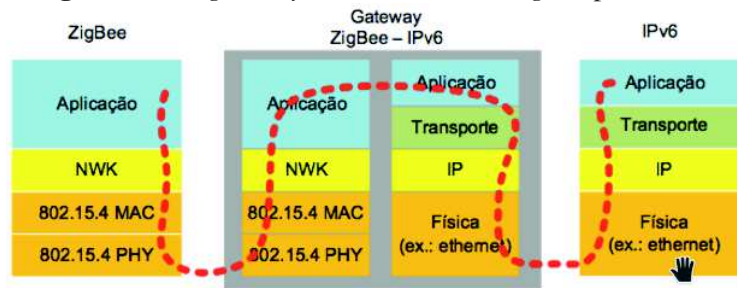 ZigBee
Aplicação
NWK
802.15.4 MAC
802.15.4 PHY
Gateway
ZigBee – IPv6
Aplicação
NWK
802.15.4 MAC
802.15.4 PHY
Aplicação
Transporte
IP
Física
(ex.: ethernet)
IPv6
Aplicação
Transporte
IP
Física
(ex.: ethernet)